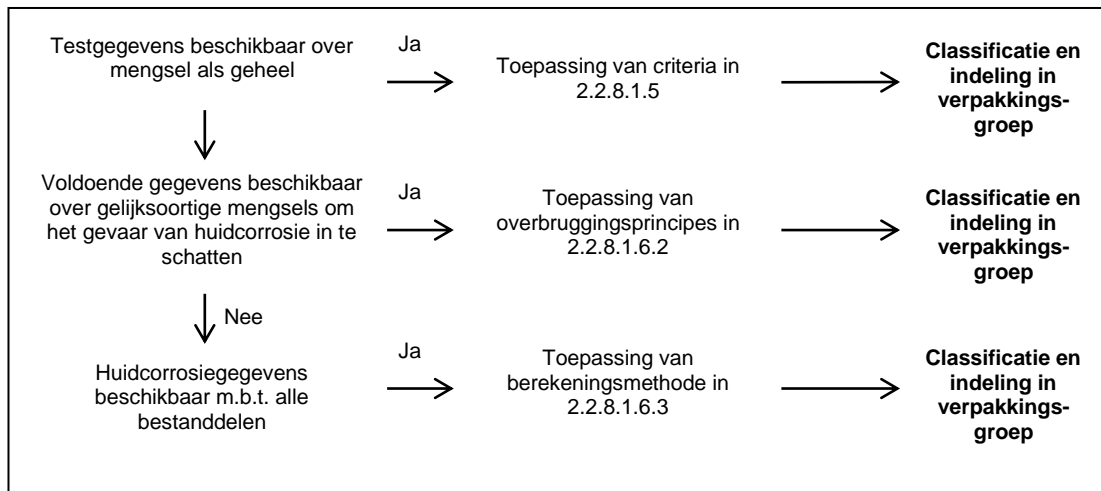 Testgegevens beschikbaar over
mengsel als geheel
Ja
Toepassing van criteria in
2.2.8.1.5
Classificatie en
indeling in
verpakkings-
groep
Voldoende gegevens beschikbaar
over gelijksoortige mengsels om
het gevaar van huidcorrosie in te
schatten
Ja
Toepassing van
overbruggingsprincipes in
2.2.8.1.6.2
Classificatie en
indeling in
verpakkings-
groep
Nee
Huidcorrosiegegevens
beschikbaar m.b.t. alle
bestanddelen
Ja
Toepassing van
berekeningsmethode in
2.2.8.1.6.3
Classificatie en
indeling in
verpakkings-
groep